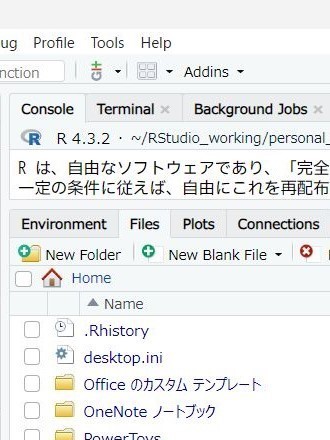 ug Profile Tools Help
nction Addins
Console Terminal Background Jobs
R R 4.3.2 · ~/RStudio_working/personal_
R は、自由なソフトウェアであり、「完全
一定の条件に従えば、自由にこれを再配布
Environment Files Plots Connections
New Folder New Blank File
Home
Name
.Rhistory
desktop.ini
Office のカスタム テンプレート
OneNote ノートブック
PowerToys